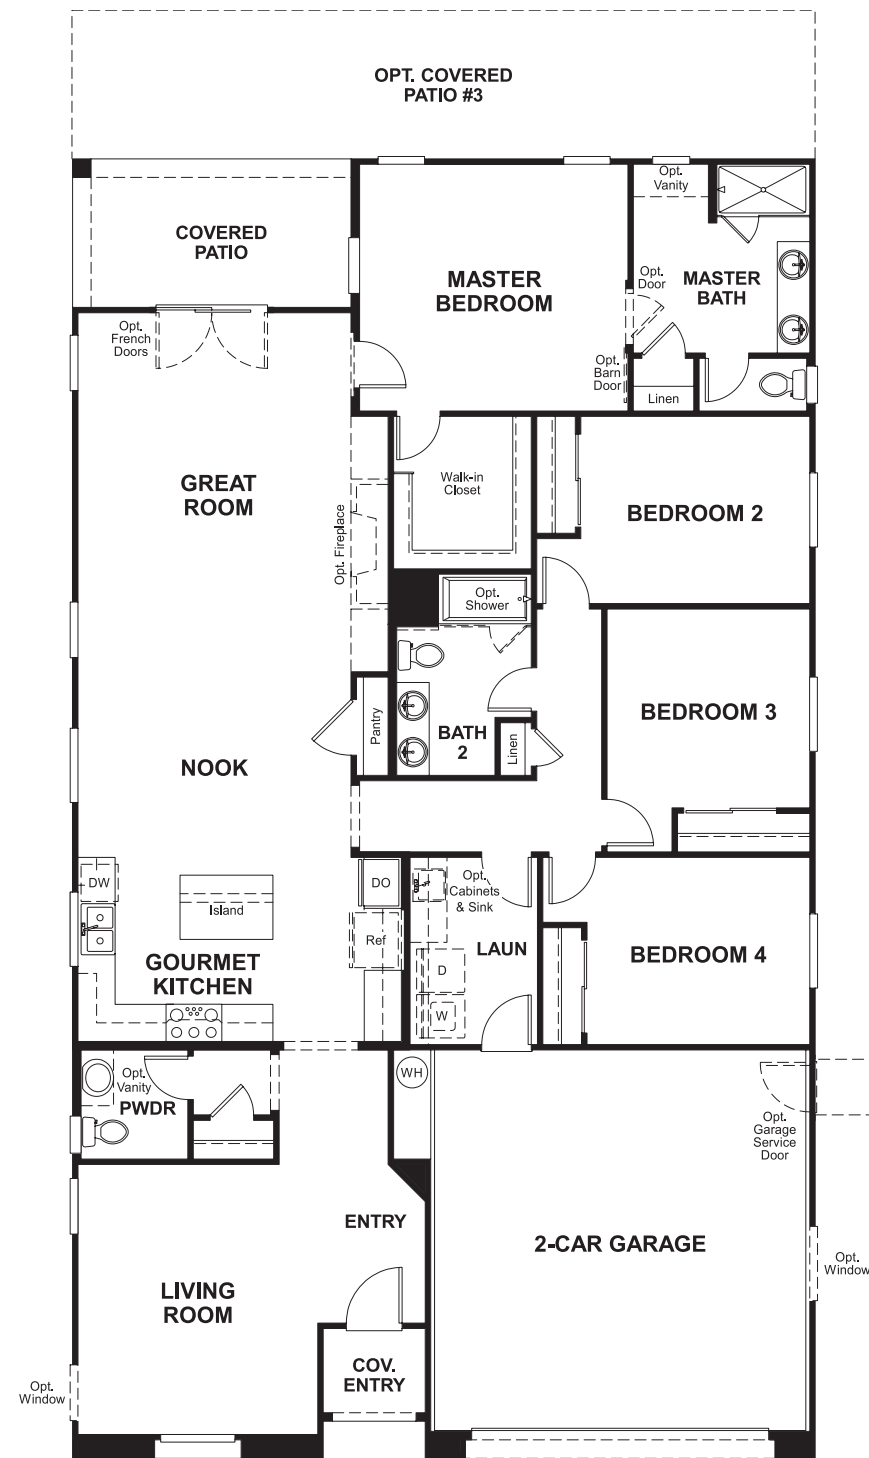 OPT. COVERED
PATIO #3
COVERED
PATIO
MASTER
BEDROOM
Opt.
Vanity
MASTER
BATH
Opt.
Door
Opt.
French
Doors
Opt.
Barn
Door
Linen
GREAT
ROOM
Walk-in
Closet
BEDROOM 2
Opt. Fireplace
Opt.
Shower
BEDROOM 3
Pantry
BATH
2
Linen
NOOK
DW
Island
DO
Ref
Opt.
Cabinets
& Sink
LAUN
D
W
BEDROOM 4
GOURMET
KITCHEN
Opt.
Vanity
PWDR
WH
Opt.
Garage
Service
Door
ENTRY
2-CAR GARAGE
Opt.
Window
LIVING
ROOM
COV.
ENTRY
Opt.
Window